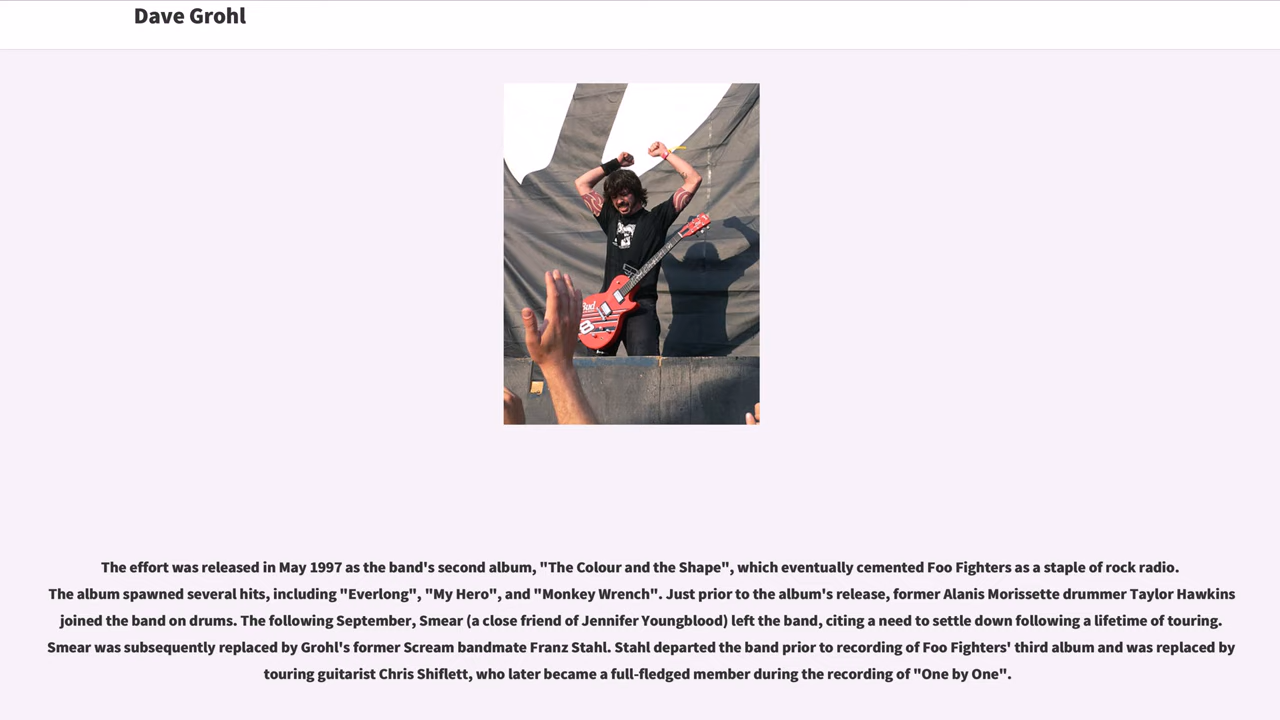 Dave Grohl
Bud
8
The effort was released in May 1997 as the band's second album, "The Colour and the Shape", which eventually cemented Foo Fighters as a staple of rock radio.
The album spawned several hits, including "Everlong", "My Hero", and "Monkey Wrench". Just prior to the album's release, former Alanis Morissette drummer Taylor Hawkins
joined the band on drums. The following September, Smear (a close friend of Jennifer Youngblood) left the band, citing a need to settle down following a lifetime of touring.
Smear was subsequently replaced by Grohl's former Scream bandmate Franz Stahl. Stahl departed the band prior to recording of Foo Fighters' third album and was replaced by
touring guitarist Chris Shiflett, who later became a full-fledged member during the recording of "One by One".